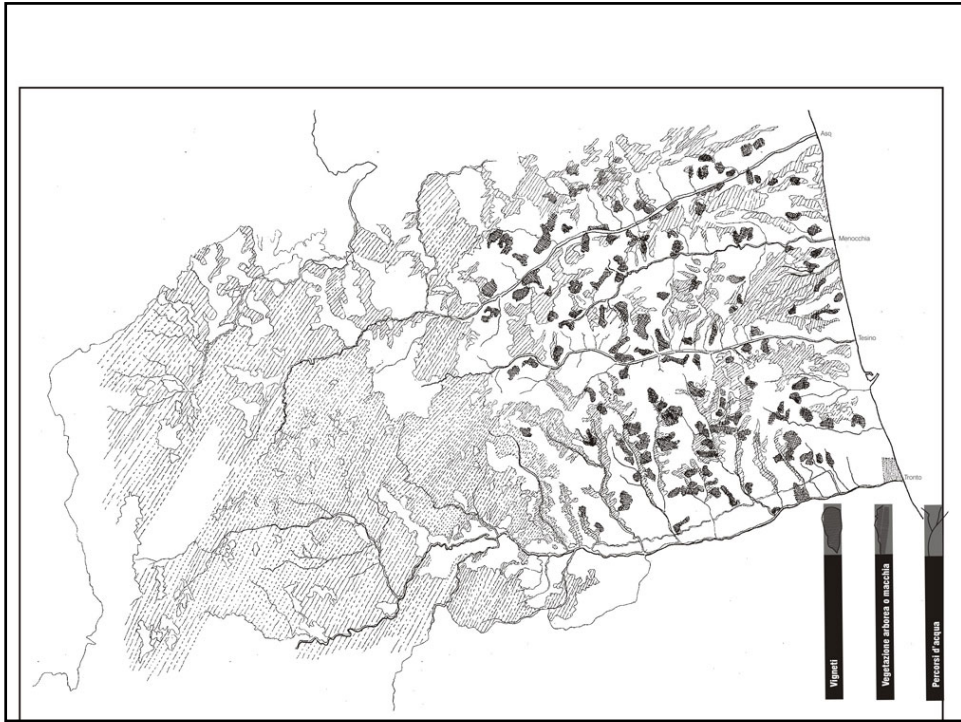 Aso
Menocchia
Tesino
Tronto
Vigneti
Vegetazione arborea o macchia
Percorsi d'acqua